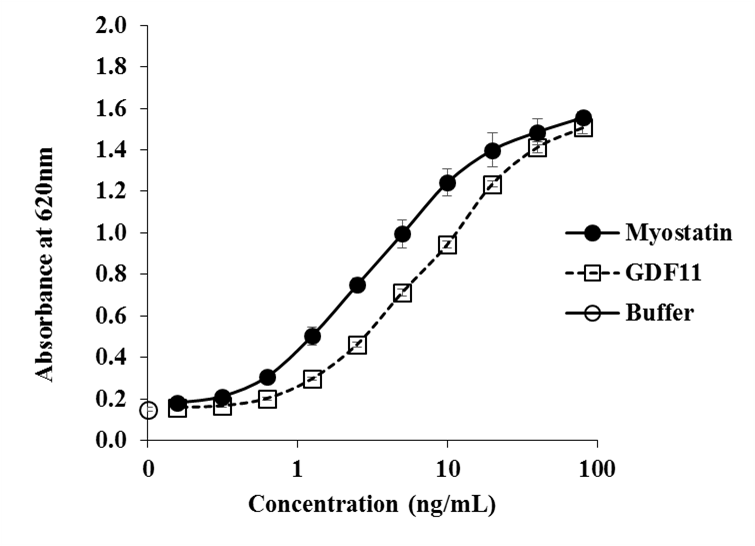 2.0
1.8
1.6
1.4
1.2
1.0
0.8
0.6
0.4
0.2
0.0
Absorbance at 620nm
0 1 10 100
Concentration (ng/mL)
Myostatin
GDF11
Buffer